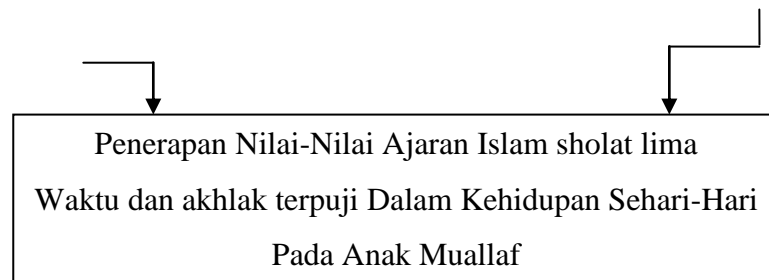 Penerapan Nilai-Nilai Ajaran Islam sholat lima
Waktu dan akhlak terpuji Dalam Kehidupan Sehari-Hari
Pada Anak Muallaf